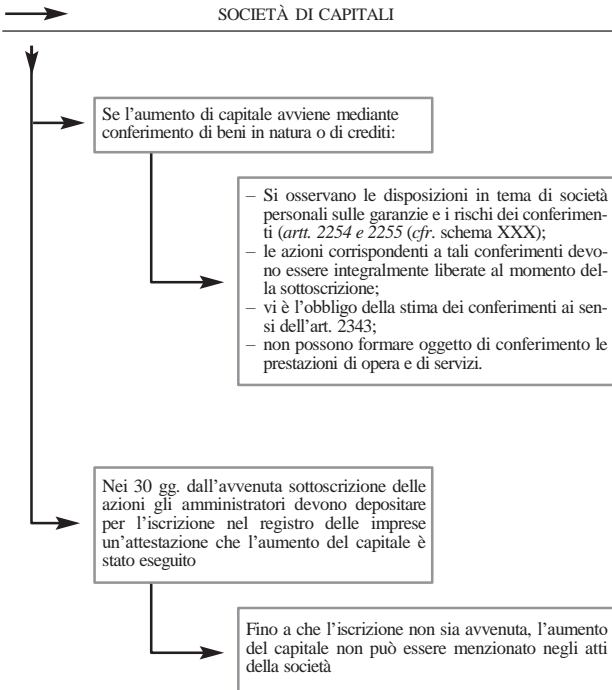 SOCIETÀ DI CAPITALI
Se l'aumento di capitale avviene mediante
conferimento di beni in natura o di crediti:
– Si osservano le disposizioni in tema di società
personali sulle garanzie e i rischi dei conferimen-
ti (artt. 2254 e 2255 (cfr. schema XXX);
– le azioni corrispondenti a tali conferimenti devo-
no essere integralmente liberate al momento del-
la sottoscrizione;
– vi è l'obbligo della stima dei conferimenti ai sen-
si dell'art. 2343;
– non possono formare oggetto di conferimento le
prestazioni di opera e di servizi.
Nei 30 gg. dall'avvenuta sottoscrizione delle
azioni gli amministratori devono depositare
per l'iscrizione nel registro delle imprese
un'attestazione che l'aumento del capitale è
stato eseguito
Fino a che l'iscrizione non sia avvenuta, l'aumento
del capitale non può essere menzionato negli atti
della società